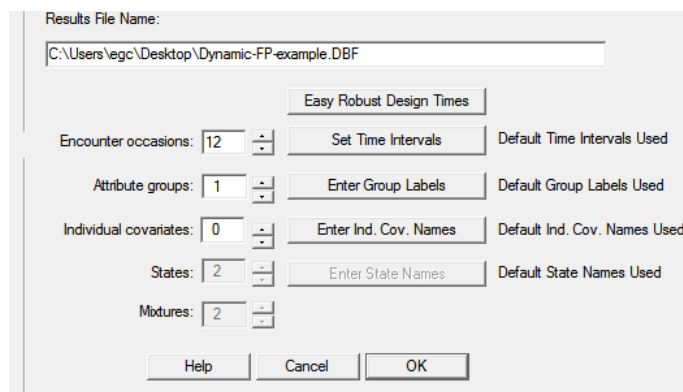 Results File Name:
C:\Users\egc\Desktop\Dynamic-FP-example.DBF
Easy Robust Design Times
Encounter occasions: 12 Set Time Intervals Default Time Intervals Used
Attribute groups: 1 Enter Group Labels Default Group Labels Used
Individual covariates: 0 Enter Ind. Cov. Names Default Ind. Cov. Names Used
States: 2 Enter State Names Default State Names Used
Mixtures: 2
Help Cancel OK